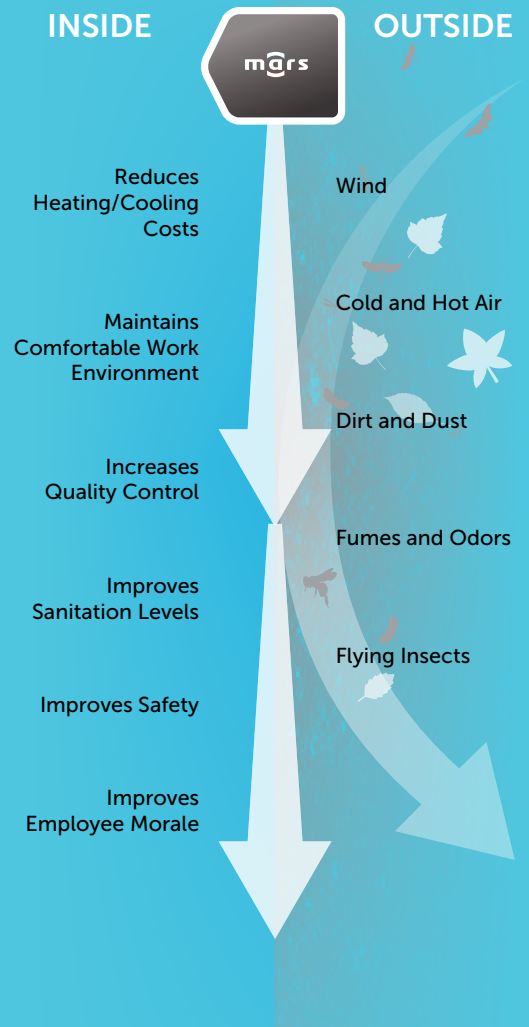 INSIDE
OUTSIDE
mars
Reduces
Heating/Cooling
Costs
Maintains
Comfortable Work
Environment
Increases
Quality Control
Improves
Sanitation Levels
Improves Safety
Improves
Employee Morale
Wind
Cold and Hot Air
Dirt and Dust
Fumes and Odors
Flying Insects